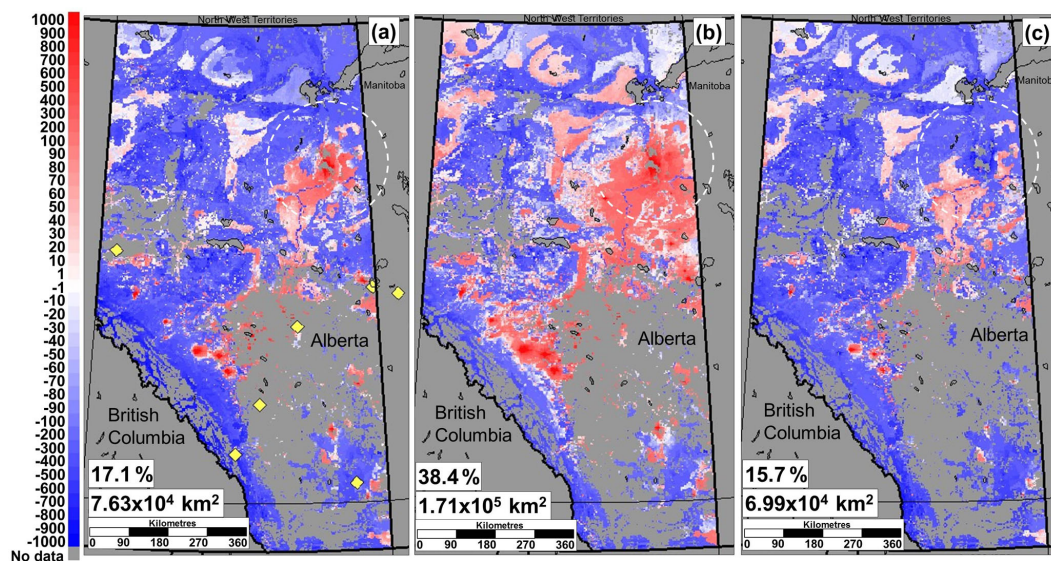 1000
900
800
700
600
500
400
300
200
100
90
80
70
60
50
40
30
20
10
1
-1
-10
-20
-30
-40
-50
-60
-70
-80
-90
-100
-200
-300
-400
-500
-600
-700
-800
-900
-1000
No data
North West Territories
(a)
Manitoba
Alberta
British
Columbia
17.1 %
7.63x10⁴ km²
Kilometres
0 90 180 270 360
North West Territories
(b)
Manitoba
Alberta
British
Columbia
38.4 %
1.71x10⁵ km²
Kilometres
0 90 180 270 360
North West Territories
(c)
Manitoba
Alberta
British
Columbia
15.7 %
6.99x10⁴ km²
Kilometres
0 90 180 270 360